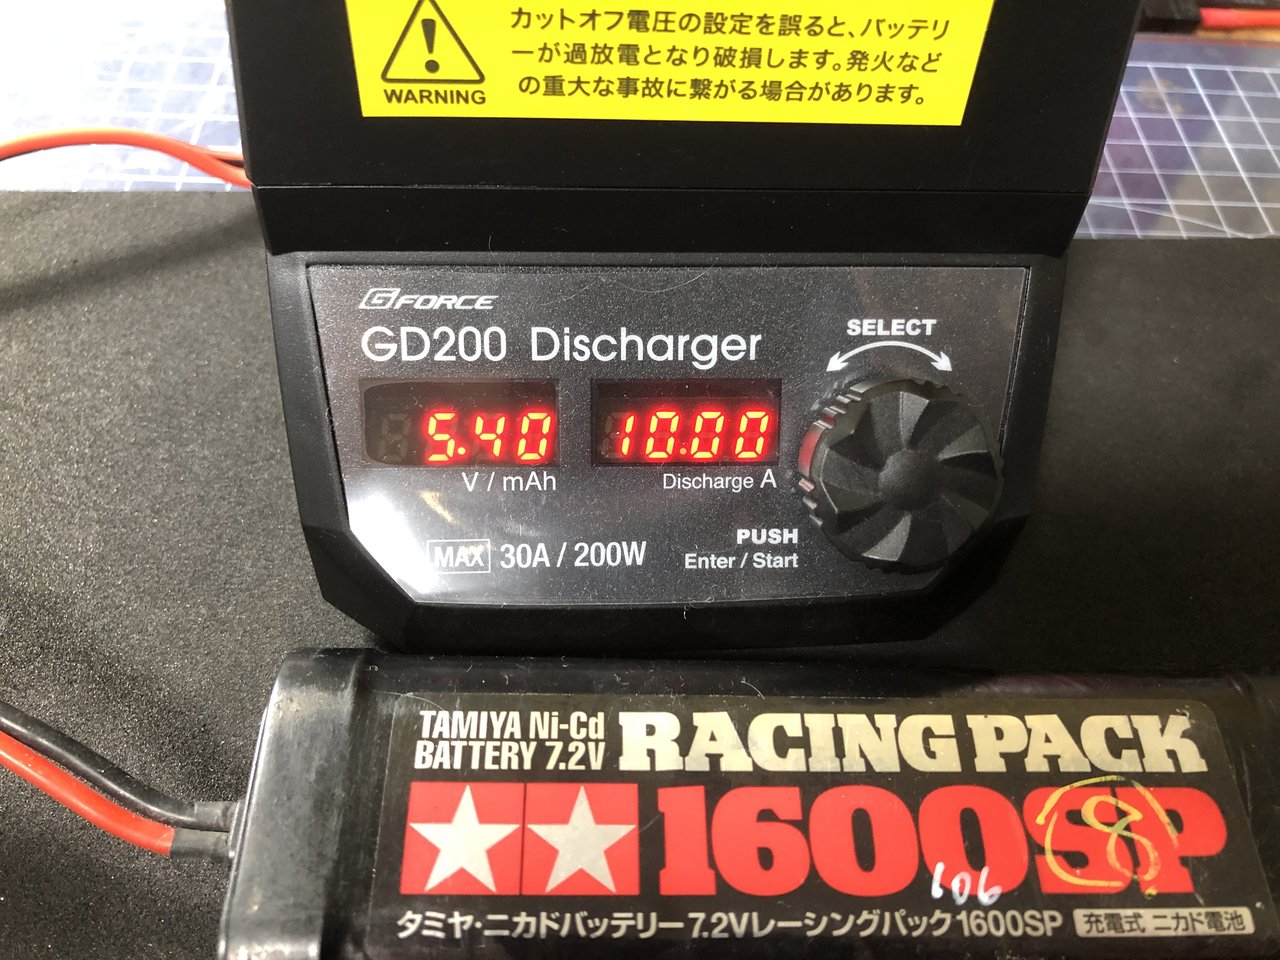 カットオフ電圧の設定を誤ると、バッテリ
ーが過放電となり破損します。発火など
の重大な事故に繋がる場合があります。
WARNING
GFORCE
GD200 Discharger
SELECT
5.40
10.00
V / mAh
Discharge A
MAX 30A / 200W
PUSH
Enter / Start
TAMIYA Ni-Cd
BATTERY 7.2V
RACING PACK
1600SP
8
606
タミヤ・ニカドバッテリー7.2Vレーシングパック1600SP 充電式 ニカド電池